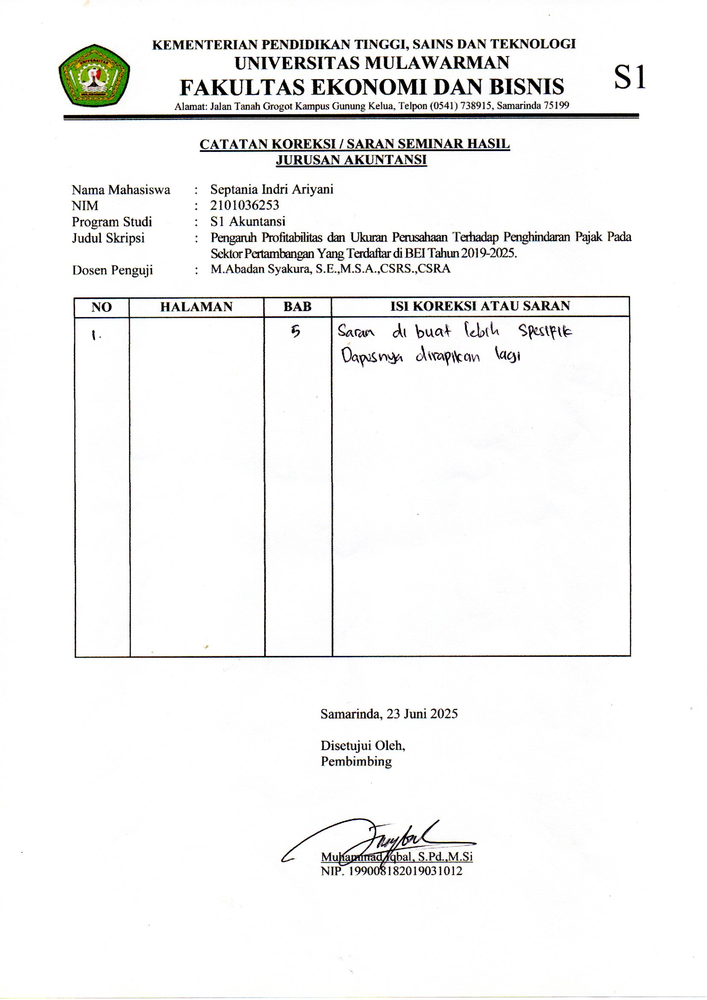 KEMENTERIAN PENDIDIKAN TINGGI, SAINS DAN TEKNOLOGI
UNIVERSITAS MULAWARMAN
FAKULTAS EKONOMI DAN BISNIS
Alamat: Jalan Tanah Grogot Kampus Gunung Kelua, Telpon (0541) 738915, Samarinda 75199
S1
UNIVERSITAS
CATATAN KOREKSI / SARAN SEMINAR HASIL
JURUSAN AKUNTANSI
Nama Mahasiswa : Septania Indri Ariyani
NIM : 2101036253
Program Studi : S1 Akuntansi
Judul Skripsi : Pengaruh Profitabilitas dan Ukuran Perusahaan Terhadap Penghindaran Pajak Pada
Sektor Pertambangan Yang Terdaftar di BEI Tahun 2019-2025.
Dosen Penguji : M.Abadan Syakura, S.E.,M.S.A.,CSRS.,CSRA
NO HALAMAN BAB ISI KOREKSI ATAU SARAN
1. 5 Saran di buat lebih spesifik
Dapusnya dirapikan lagi
Samarinda, 23 Juni 2025
Disetujui Oleh,
Pembimbing
Muhammad Iqbal, S.Pd.,M.Si
NIP. 199008182019031012